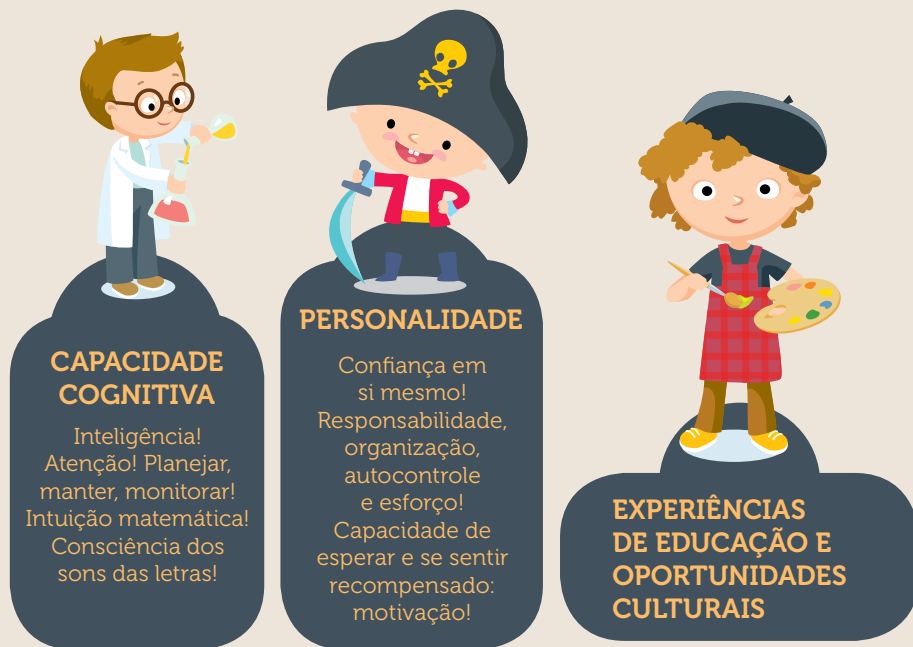 CAPACIDADE
COGNITIVA
Inteligência!
Atenção! Planejar,
manter, monitorar!
Intuição matemática!
Consciência dos
sons das letras!
PERSONALIDADE
Confiança em
si mesmo!
Responsabilidade,
organização,
autocontrole
e esforço!
Capacidade de
esperar e se sentir
recompensado:
motivação!
EXPERIÊNCIAS
DE EDUCAÇÃO E
OPORTUNIDADES
CULTURAIS